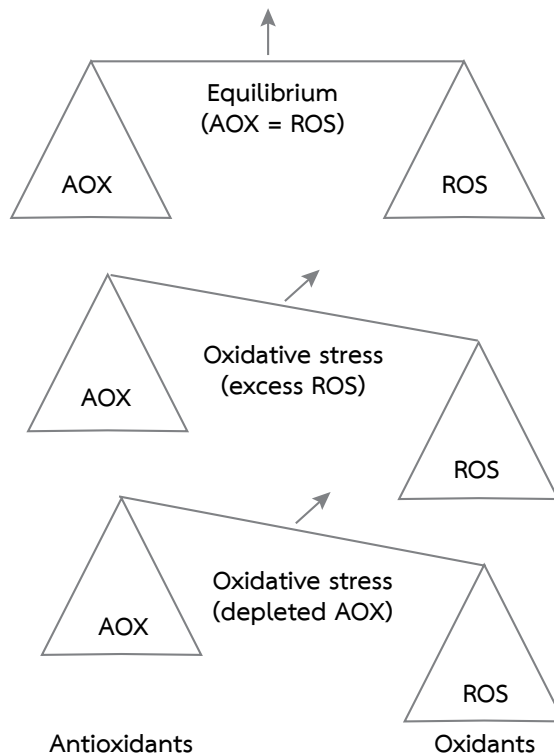 Equilibrium
(AOX = ROS)
AOX
ROS
Oxidative stress
(excess ROS)
AOX
ROS
Oxidative stress
(depleted AOX)
AOX
ROS
Antioxidants
Oxidants